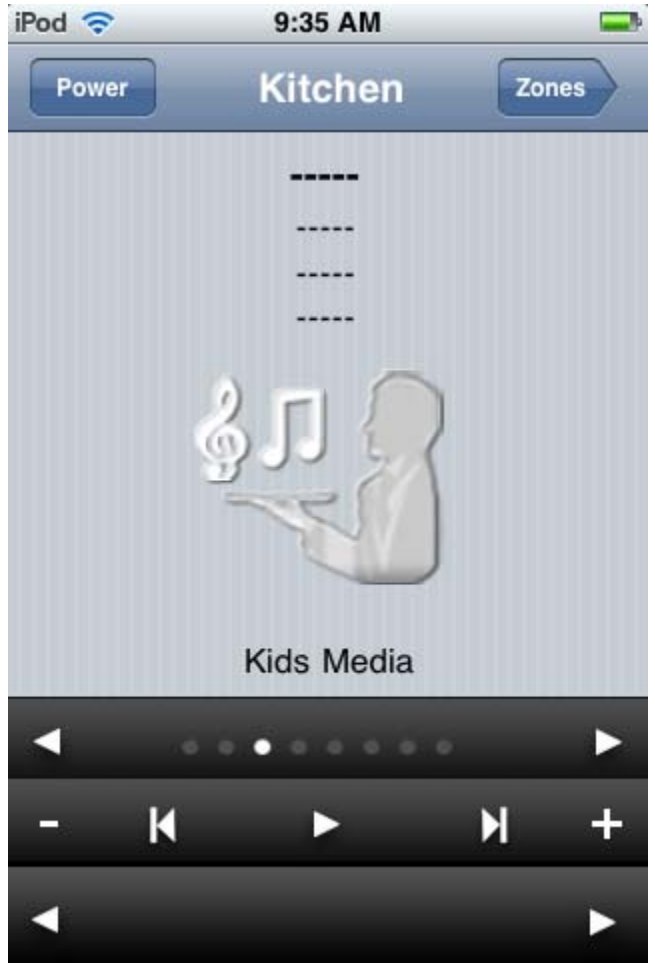 iPod 9:35 AM
Power Kitchen Zones
-----
-----
-----
-----
Kids Media
- +